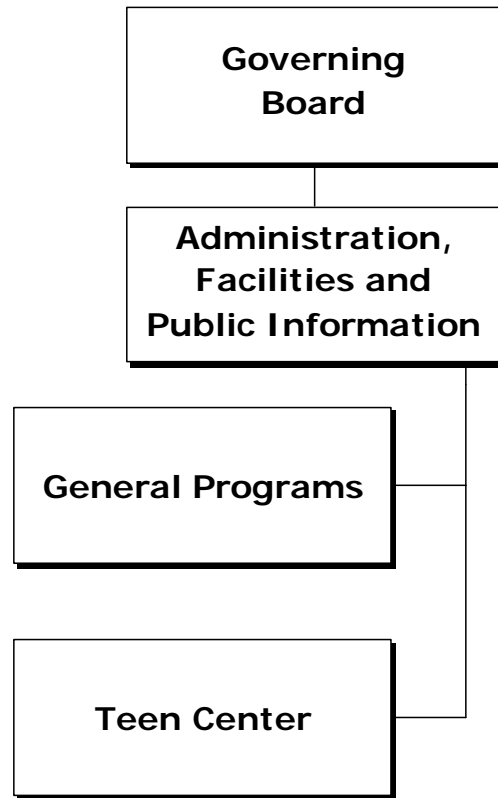 Governing
Board
Administration,
Facilities and
Public Information
General Programs
Teen Center